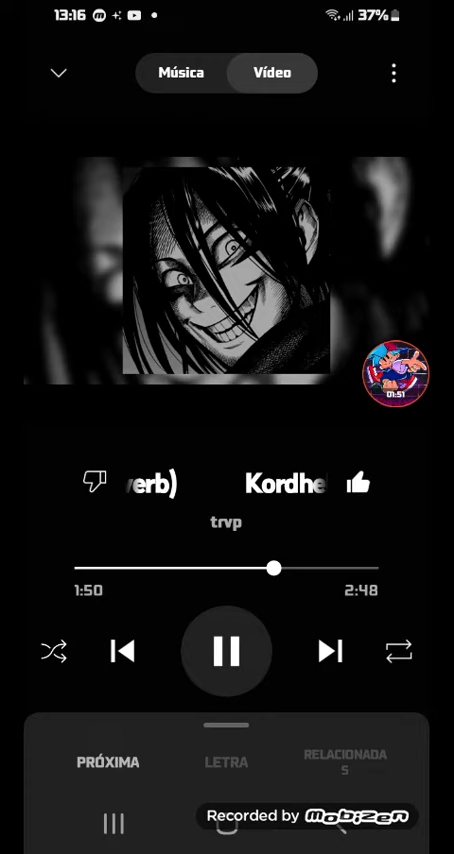 13:16 37%
Música Vídeo
01:51
erb) Kordhe
trvp
1:50 2:48
PRÓXIMA LETRA RELACIONADA
S
Recorded by mobizen